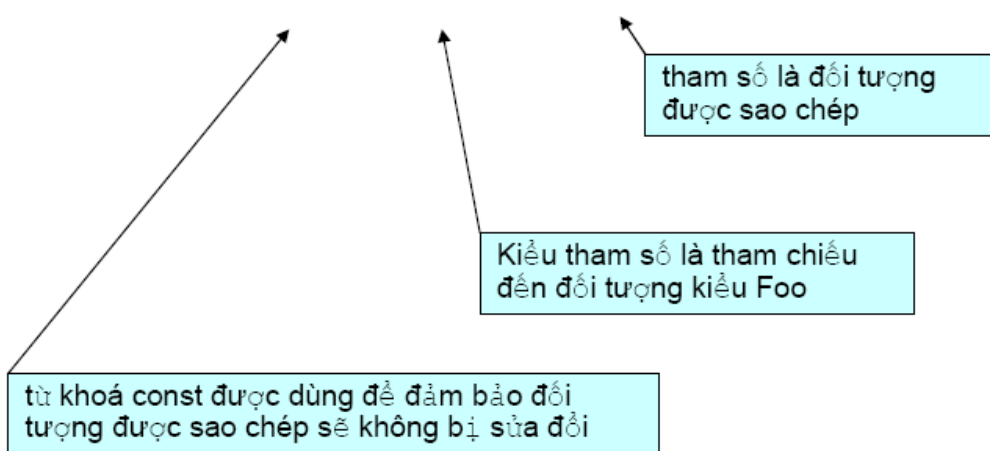 tham số là đối tượng
được sao chép
Kiểu tham số là tham chiếu
đến đối tượng kiểu Foo
từ khoá const được dùng để đảm bảo đối
tượng được sao chép sẽ không bị sửa đổi